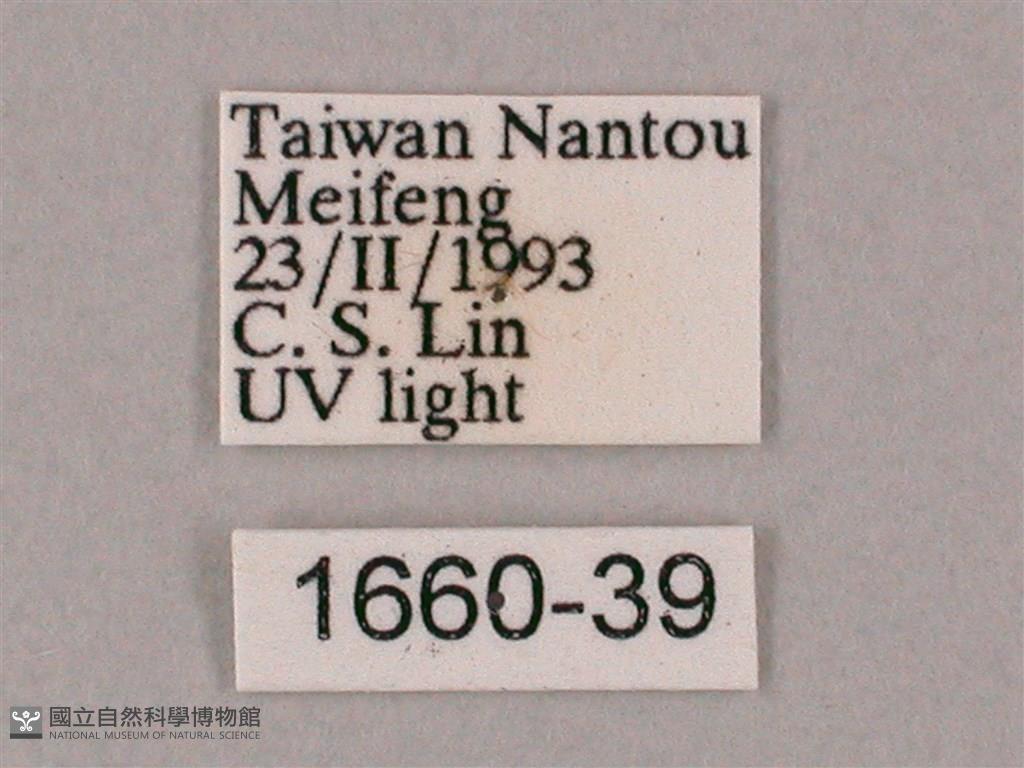 Taiwan Nantou
Meifeng
23/II/1993
C. S. Lin
UV light
1660-39
國立自然科學博物館
NATIONAL MUSEUM OF NATURAL SCIENCE